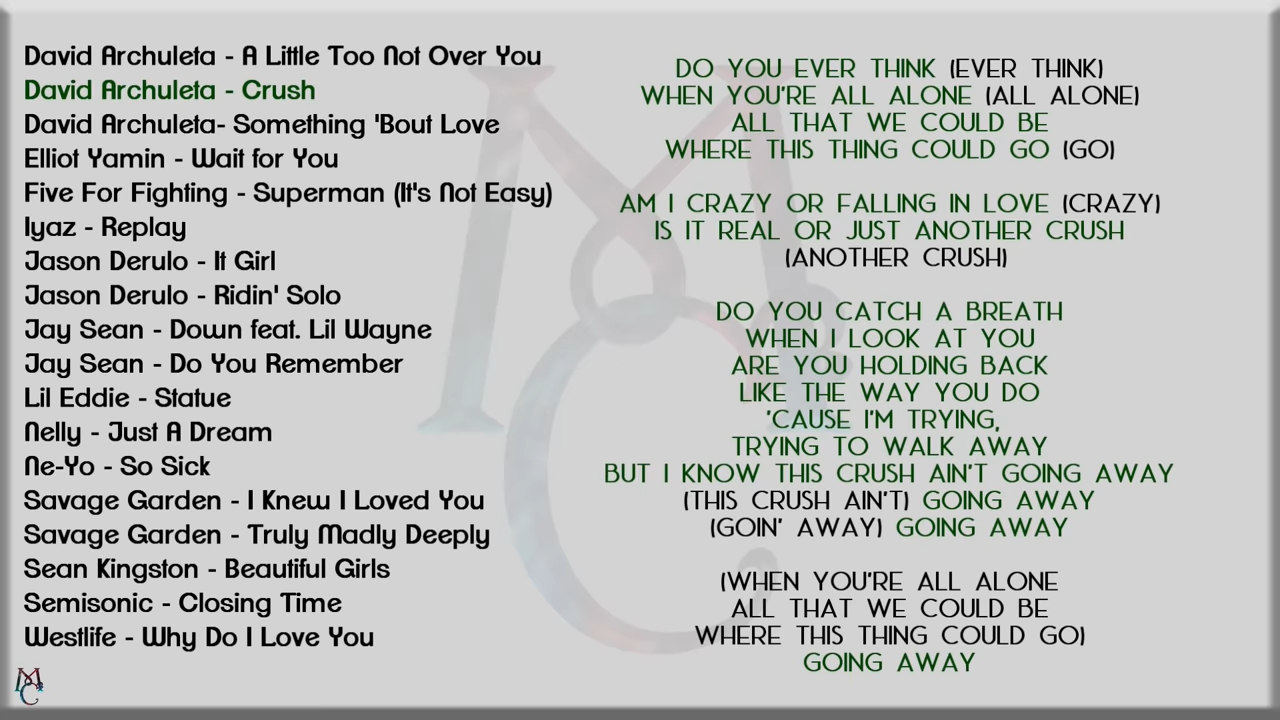 David Archuleta - A Little Too Not Over You
David Archuleta - Crush
David Archuleta- Something 'Bout Love
Elliot Yamin - Wait for You
Five For Fighting - Superman (It's Not Easy)
Iyaz - Replay
Jason Derulo - It Girl
Jason Derulo - Ridin' Solo
Jay Sean - Down feat. Lil Wayne
Jay Sean - Do You Remember
Lil Eddie - Statue
Nelly - Just A Dream
Ne-Yo - So Sick
Savage Garden - I Knew I Loved You
Savage Garden - Truly Madly Deeply
Sean Kingston - Beautiful Girls
Semisonic - Closing Time
Westlife - Why Do I Love You
MC
DO YOU EVER THINK (EVER THINK)
WHEN YOU'RE ALL ALONE (ALL ALONE)
ALL THAT WE COULD BE
WHERE THIS THING COULD GO (GO)
AM I CRAZY OR FALLING IN LOVE (CRAZY)
IS IT REAL OR JUST ANOTHER CRUSH
(ANOTHER CRUSH)
DO YOU CATCH A BREATH
WHEN I LOOK AT YOU
ARE YOU HOLDING BACK
LIKE THE WAY YOU DO
'CAUSE I'M TRYING,
TRYING TO WALK AWAY
BUT I KNOW THIS CRUSH AIN'T GOING AWAY
(THIS CRUSH AIN'T) GOING AWAY
(GOIN' AWAY) GOING AWAY
(WHEN YOU'RE ALL ALONE
ALL THAT WE COULD BE
WHERE THIS THING COULD GO)
GOING AWAY